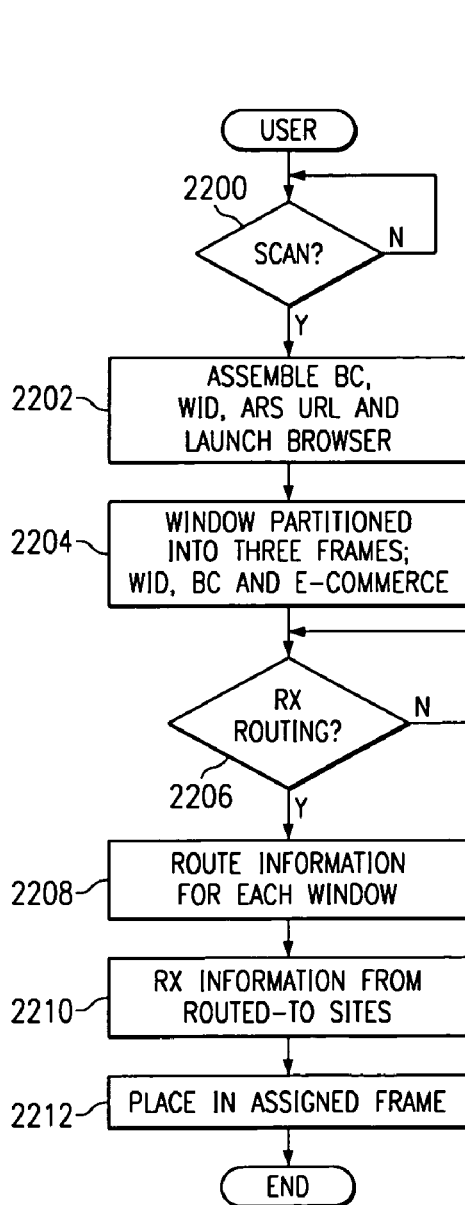 USER
2200
SCAN?
N
Y
2202
ASSEMBLE BC,
WID, ARS URL AND
LAUNCH BROWSER
2204
WINDOW PARTITIONED
INTO THREE FRAMES;
WID, BC AND E-COMMERCE
RX
ROUTING?
N
2206
Y
2208
ROUTE INFORMATION
FOR EACH WINDOW
2210
RX INFORMATION FROM
ROUTED-TO SITES
2212
PLACE IN ASSIGNED FRAME
END